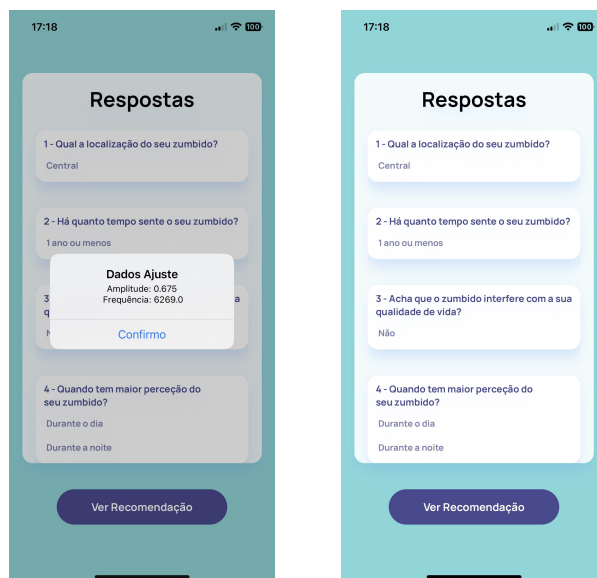 17:18
100
Respostas
1 - Qual a localização do seu zumbido?
Central
2 - Há quanto tempo sente o seu zumbido?
1 ano ou menos
Dados Ajuste
Amplitude: 0.675
Frequência: 6269.0
Confirmo
3
a
q
N
4 - Quando tem maior perceção do
seu zumbido?
Durante o dia
Durante a noite
Ver Recomendação
17:18
100
Respostas
1 - Qual a localização do seu zumbido?
Central
2 - Há quanto tempo sente o seu zumbido?
1 ano ou menos
3 - Acha que o zumbido interfere com a sua
qualidade de vida?
Não
4 - Quando tem maior perceção do
seu zumbido?
Durante o dia
Durante a noite
Ver Recomendação